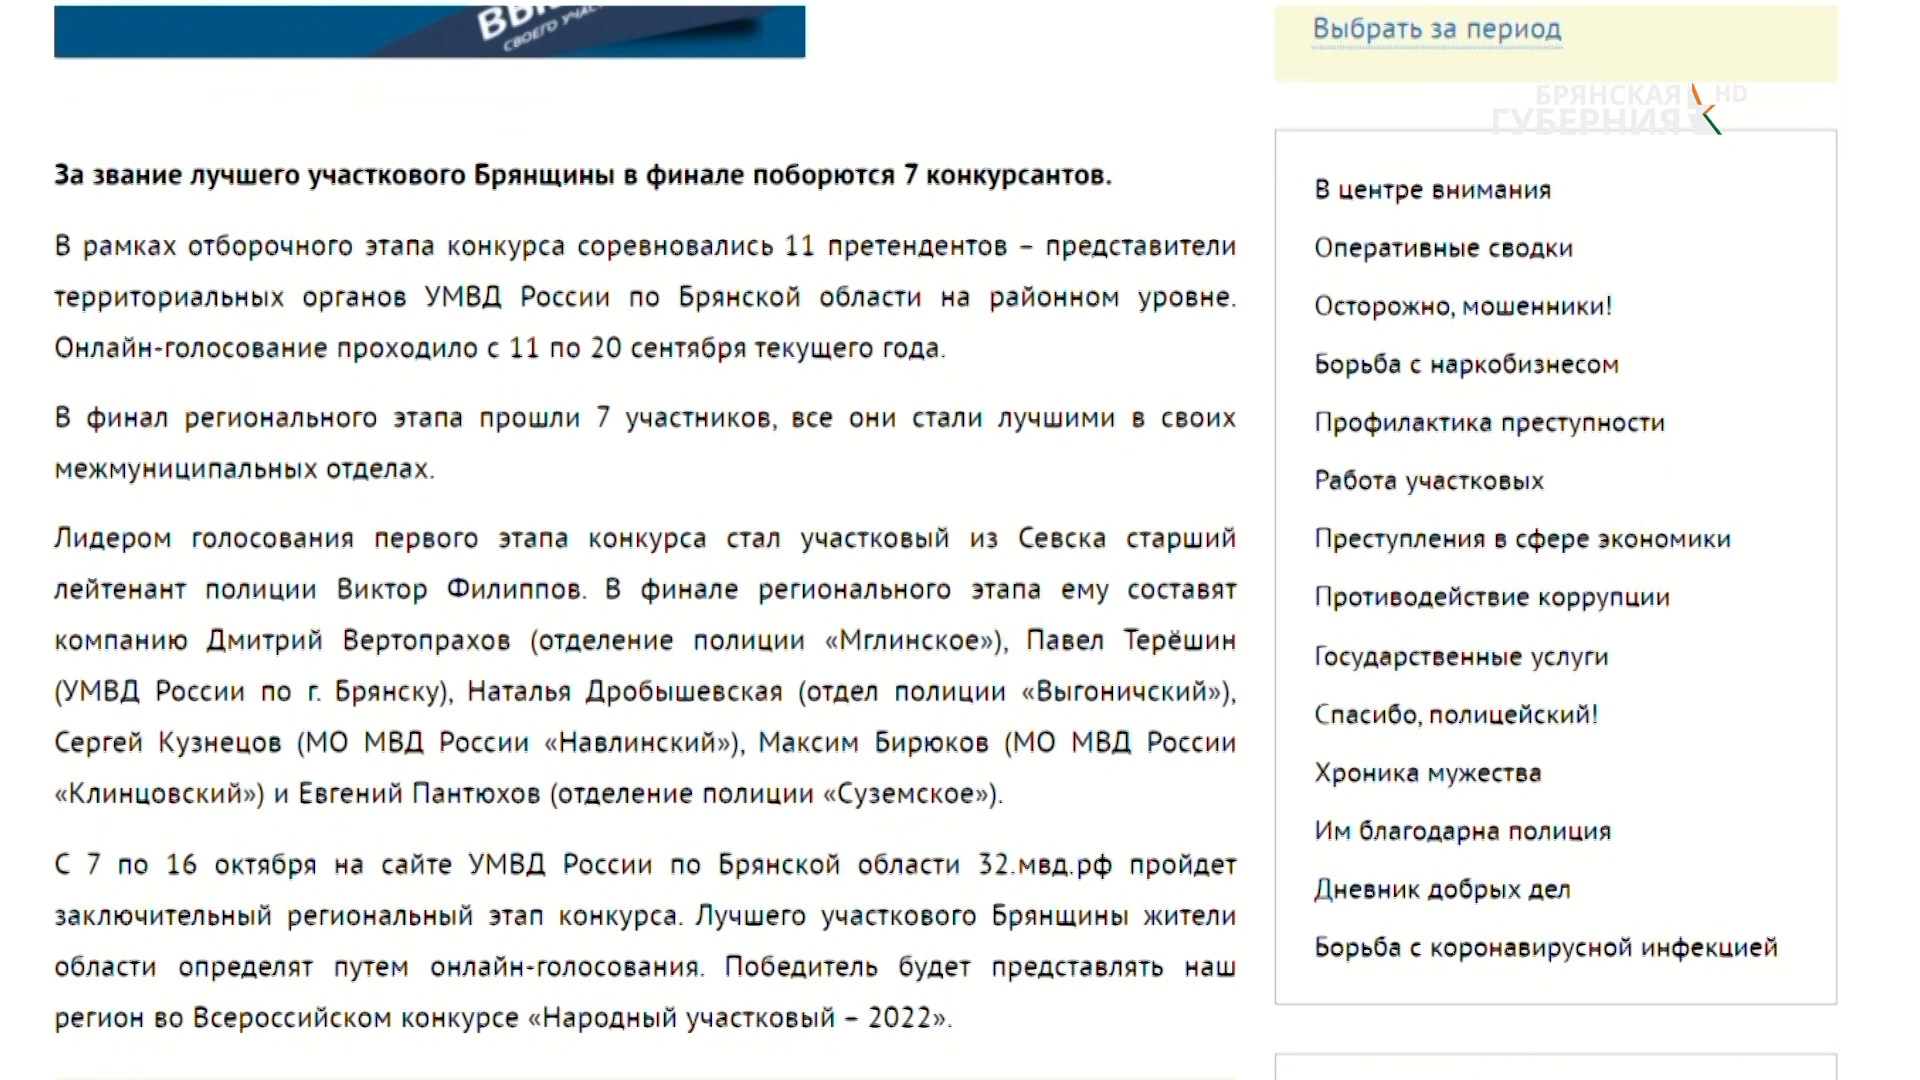 СВОЕГО
Выбрать за период
БРЯНСКАЯ HD
ГУБЕРНИЯ
За звание лучшего участкового Брянщины в финале поборются 7 конкурсантов.
В рамках отборочного этапа конкурса соревновались 11 претендентов – представители
территориальных органов УМВД России по Брянской области на районном уровне.
Онлайн-голосование проходило с 11 по 20 сентября текущего года.
В финал регионального этапа прошли 7 участников, все они стали лучшими в своих
межмуниципальных отделах.
Лидером голосования первого этапа конкурса стал участковый из Севска старший
лейтенант полиции Виктор Филиппов. В финале регионального этапа ему составят
компанию Дмитрий Вертопрахов (отделение полиции «Мглинское»), Павел Терёшин
(УМВД России по г. Брянску), Наталья Дробышевская (отдел полиции «Выгоничский»),
Сергей Кузнецов (МО МВД России «Навлинский»), Максим Бирюков (МО МВД России
«Клинцовский») и Евгений Пантюхов (отделение полиции «Суземское»).
С 7 по 16 октября на сайте УМВД России по Брянской области 32.мвд.рф пройдет
заключительный региональный этап конкурса. Лучшего участкового Брянщины жители
области определят путем онлайн-голосования. Победитель будет представлять наш
регион во Всероссийском конкурсе «Народный участковый – 2022».
В центре внимания
Оперативные сводки
Осторожно, мошенники!
Борьба с наркобизнесом
Профилактика преступности
Работа участковых
Преступления в сфере экономики
Противодействие коррупции
Государственные услуги
Спасибо, полицейский!
Хроника мужества
Им благодарна полиция
Дневник добрых дел
Борьба с коронавирусной инфекцией